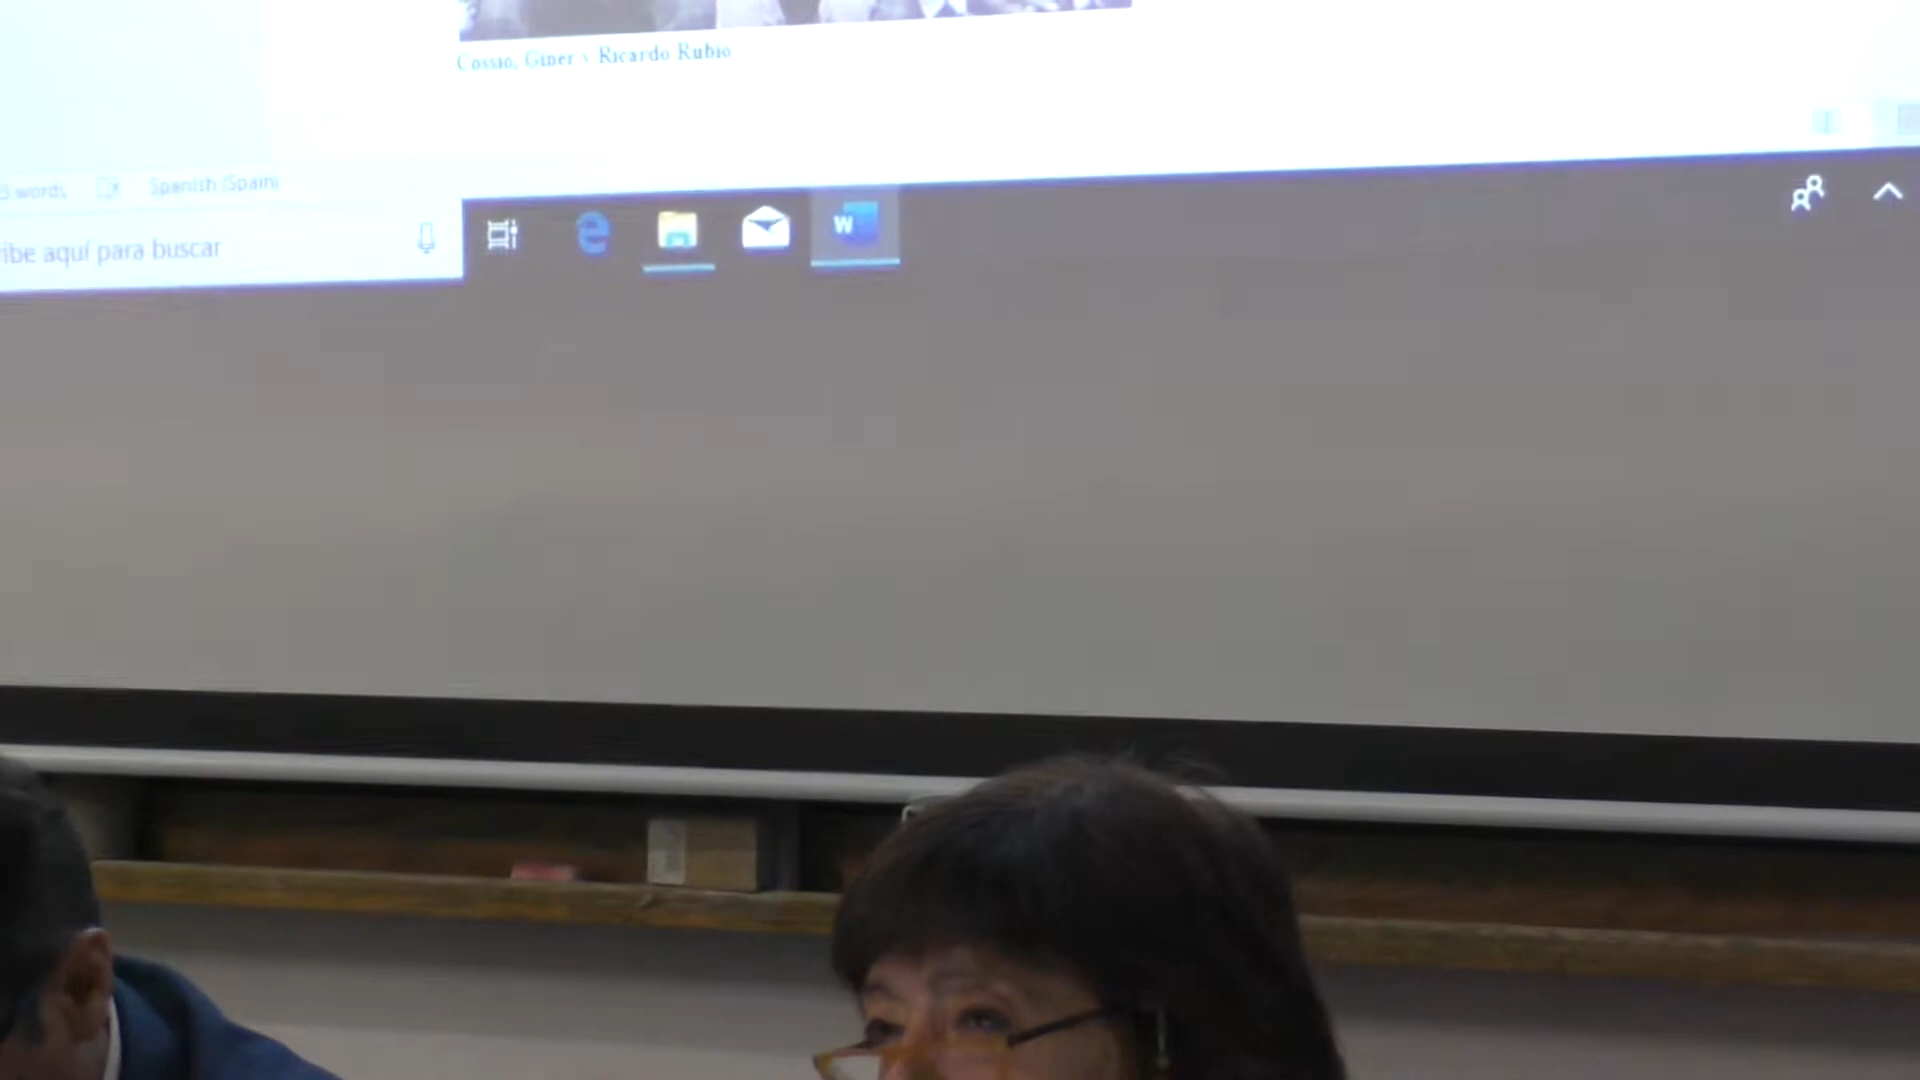 Cossio, Giner y Ricardo Rubio
words
Spanish (Spain)
ibe aquí para buscar
W